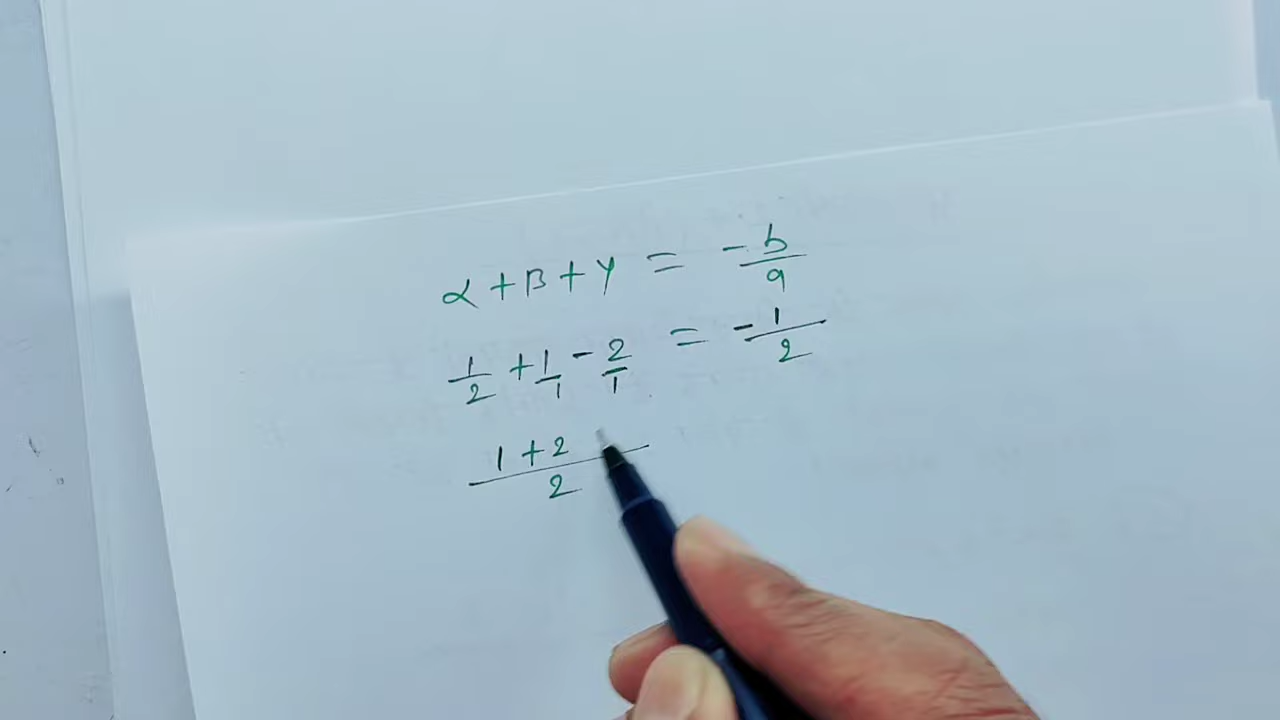 α + β + γ = - b/a
1/2 + 1/1 - 2/1 = - 1/2
1 + 2 / 2